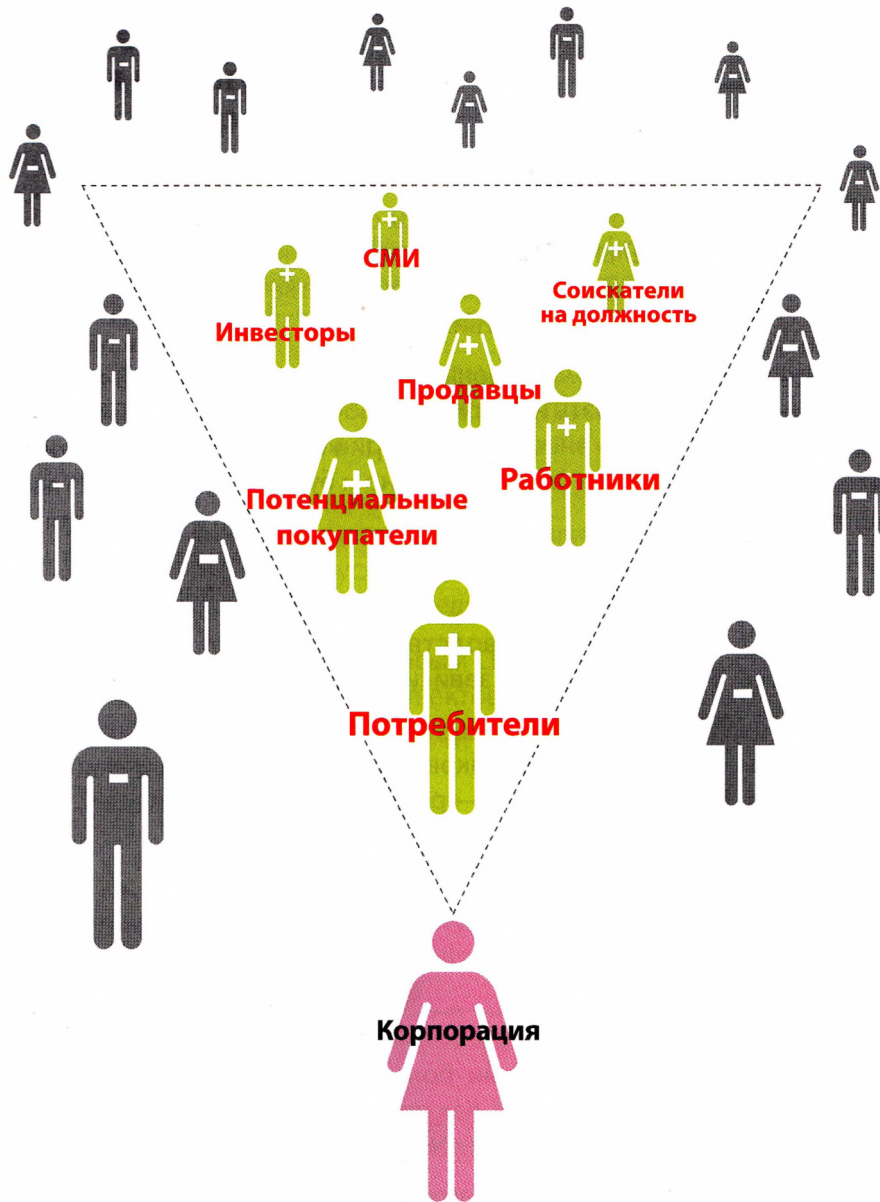 СМИ
Соискатели
на должность
Инвесторы
Продавцы
Работники
Потенциальные
покупатели
Потребители
Корпорация